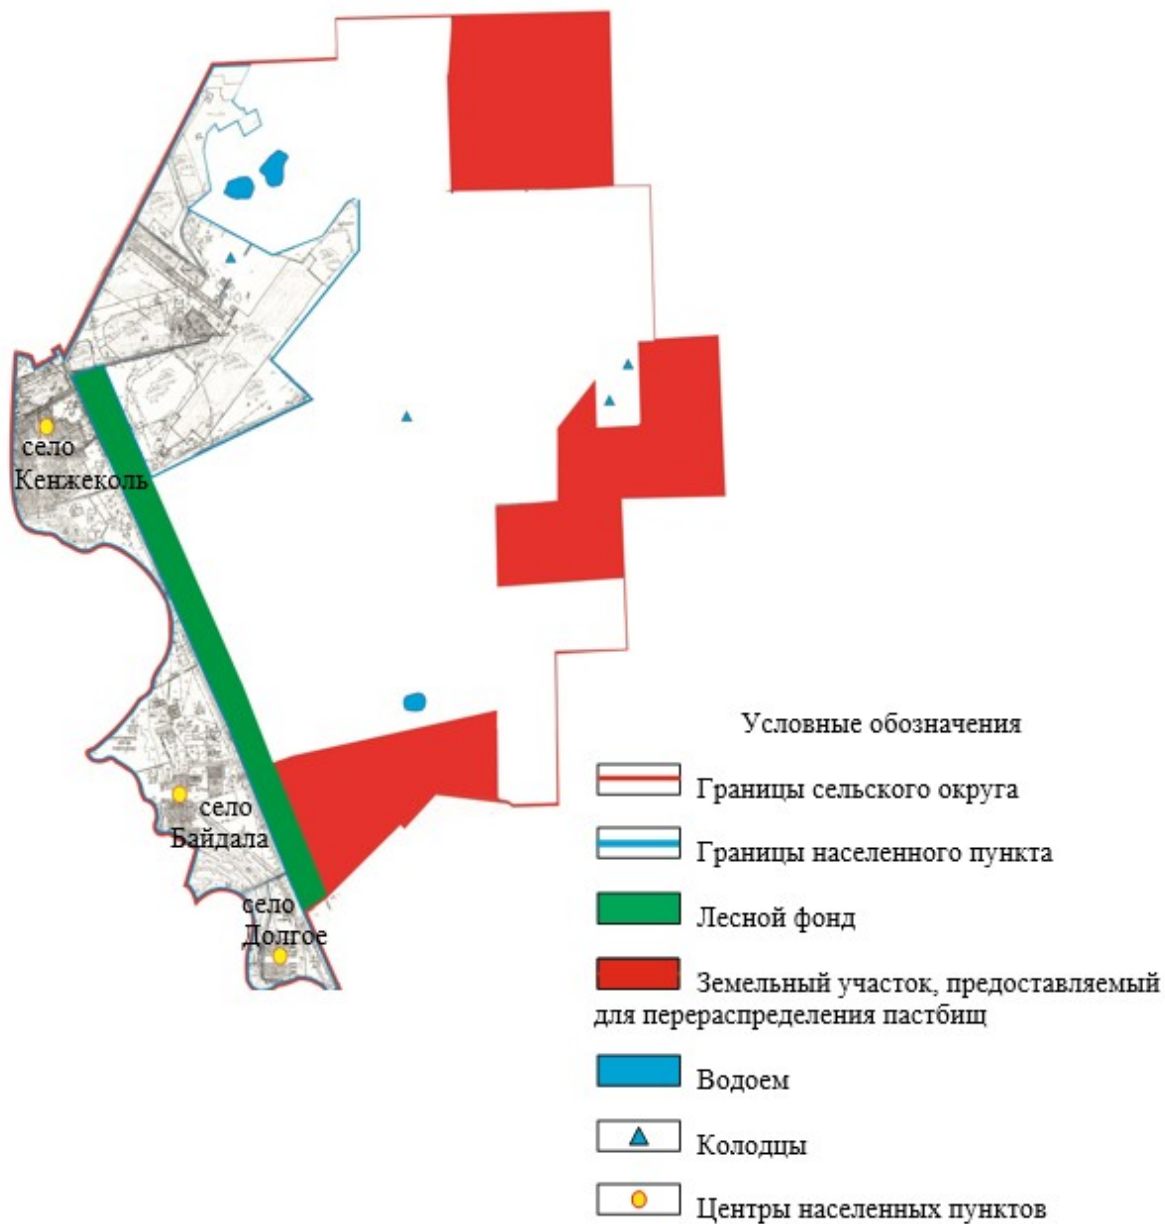 село
Кенжеколь
село
Байдала
село
Долгое
Условные обозначения
Границы сельского округа
Границы населенного пункта
Лесной фонд
Земельный участок, предоставляемый
для перераспределения пастбищ
Водоем
Колодцы
Центры населенных пунктов